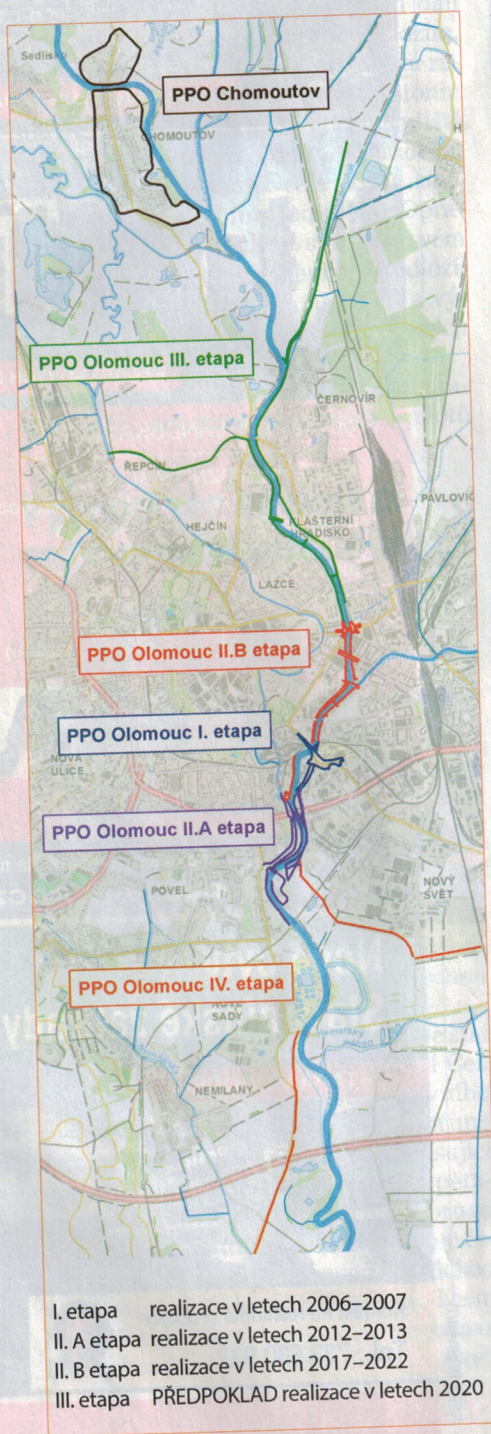 Sedlisko
PPO Chomoutov
CHOMOUTOV
PPO Olomouc III. etapa
ČERNOVÍR
ŘEPČÍN
PAVLOVIC
HEJČÍN
KLÁŠTERNÍ
HRADISKO
LAZCE
PPO Olomouc II.B etapa
PPO Olomouc I. etapa
NOVÁ
ULICE
PPO Olomouc II.A etapa
POVEL
NOVÝ
SVĚT
PPO Olomouc IV. etapa
NOVÉ
SADY
NEMILANY
I. etapa realizace v letech 2006–2007
II. A etapa realizace v letech 2012–2013
II. B etapa realizace v letech 2017–2022
III. etapa PŘEDPOKLAD realizace v letech 2020